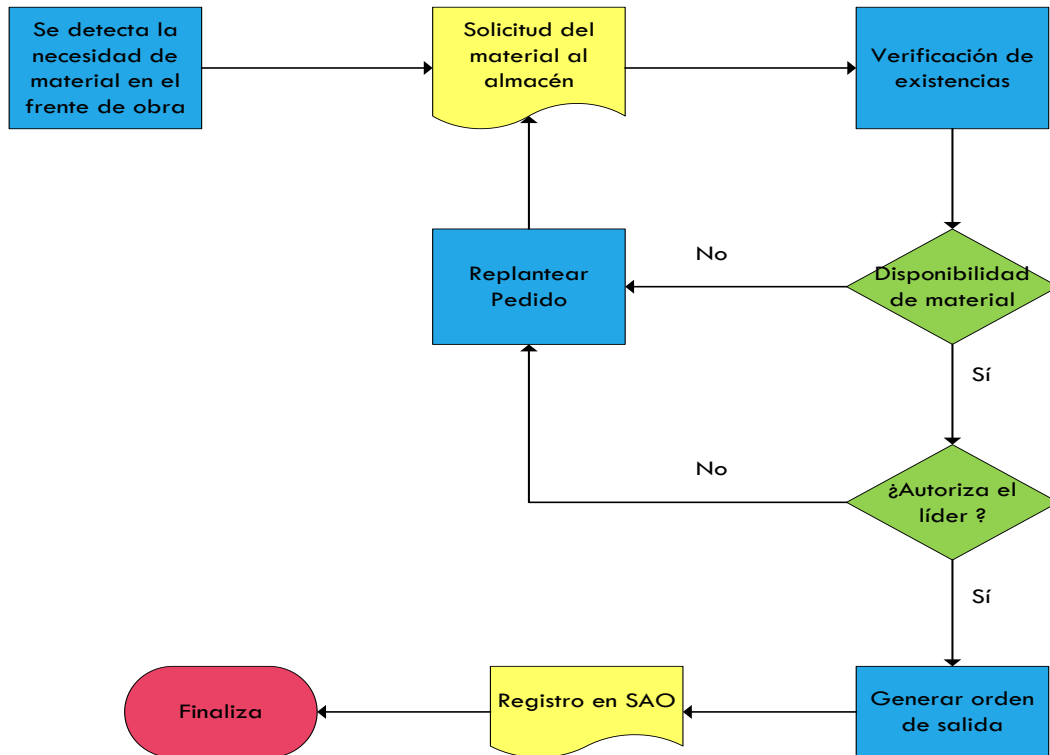 Se detecta la
necesidad de
material en el
frente de obra
Solicitud del
material al
almacén
Verificación de
existencias
Replantear
Pedido
No
Disponibilidad
de material
Sí
No
¿Autoriza el
líder ?
Sí
Finaliza
Registro en SAO
Generar orden
de salida